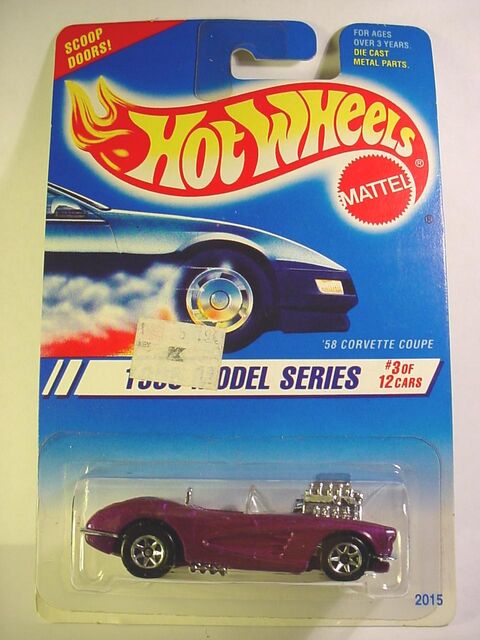 SCOOP
DOORS!
FOR AGES
OVER 3 YEARS.
DIE CAST
METAL PARTS.
HOT WHEELS
®
MATTEL
®
'58 CORVETTE COUPE
MODEL SERIES
#3 OF
12 CARS
2015